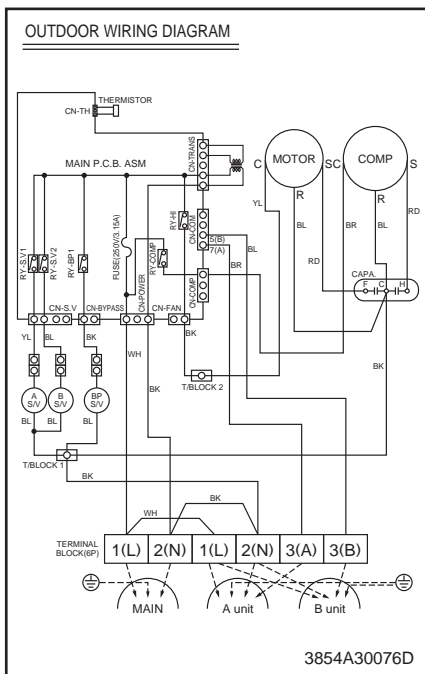 OUTDOOR WIRING DIAGRAM
THERMISTOR
CN-TH
CN-TRANS
MAIN P.C.B. ASM
C
MOTOR
S
C
COMP
S
R
R
YL
BL
RD
BR
BL
RD
RY-S.V1
RY-S.V2
RY-BP1
FUSE(250V/3.15A)
RY-COMP
RY-HI
CN-COM
5(B)
7(A)
BL
BR
CAPA.
F
C
H
CN-POWER
CN-COMP
CN-S.V
CN-BYPASS
CN-FAN
YL
BL
BK
WH
BK
BK
BK
T/BLOCK 2
A
S/V
B
S/V
BP
S/V
BL
BL
BL
T/BLOCK 1
BK
BK
WH
TERMINAL
BLOCK(6P)
1(L)
2(N)
1(L)
2(N)
3(A)
3(B)
MAIN
A unit
B unit
3854A30076D